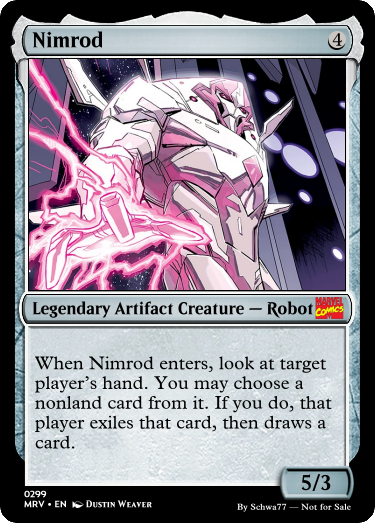 Nimrod 4
Legendary Artifact Creature — Robot MARVEL
COMICS
When Nimrod enters, look at target
player's hand. You may choose a
nonland card from it. If you do, that
player exiles that card, then draws a
card.
5/3
0299
MRV • EN Dustin Weaver
By Schwa77 — Not for Sale